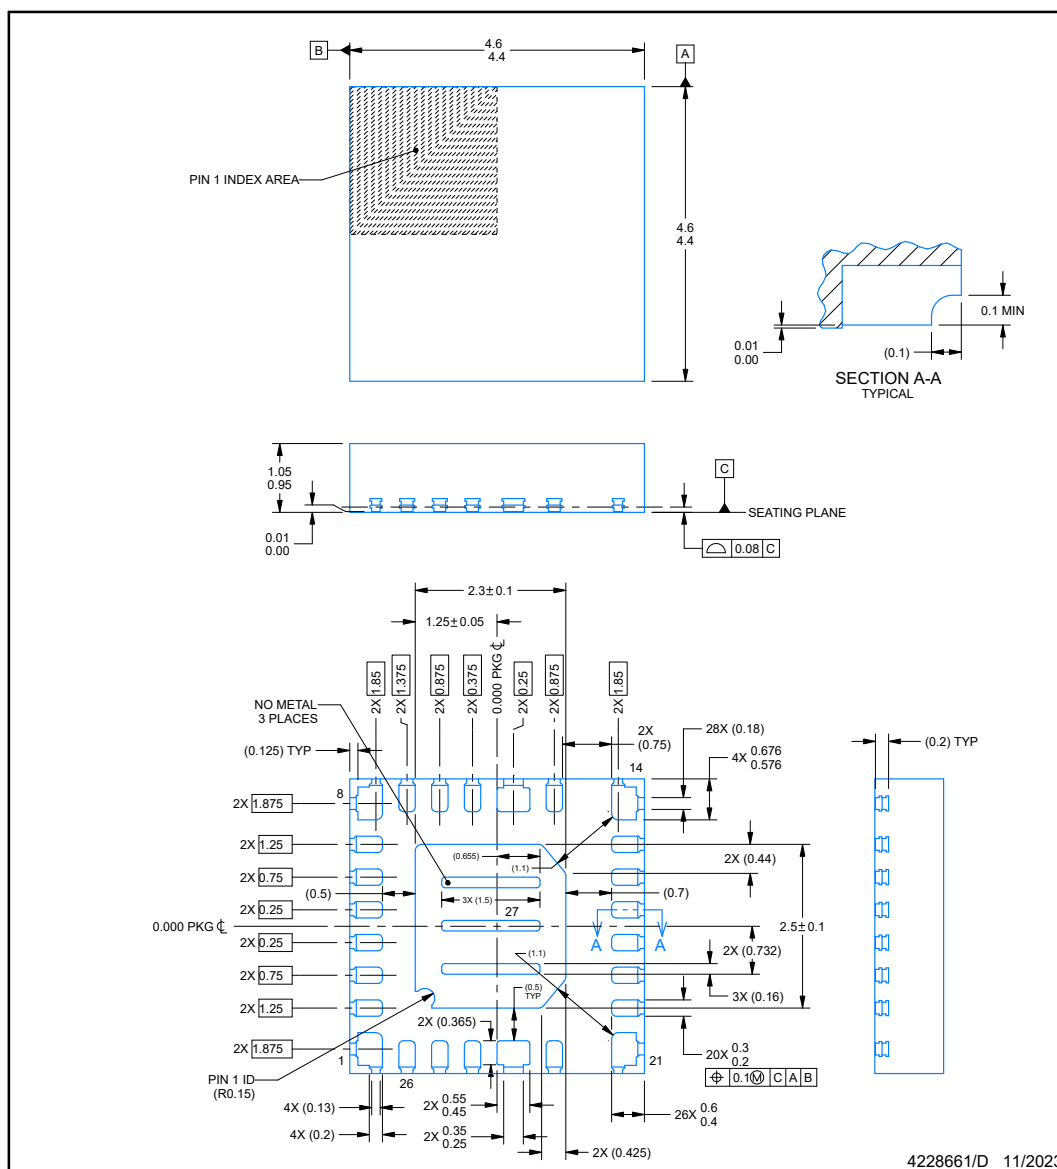 4.6
4.4
B
A
PIN 1 INDEX AREA
4.6
4.4
0.1 MIN
0.01
0.00
(0.1)
SECTION A-A
TYPICAL
1.05
0.95
C
SEATING PLANE
0.01
0.00
0.08 C
2.3±0.1
1.25±0.05
2X 1.85
2X 1.375
2X 0.875
2X 0.375
0.000 PKG ℄
2X 0.25
2X 0.875
2X 1.85
NO METAL
3 PLACES
2X
(0.75)
28X (0.18)
(0.2) TYP
(0.125) TYP
4X 0.676
0.576
14
8
2X 1.875
2X 1.25
(0.655)
(1.1)
2X (0.44)
2X 0.75
(0.5)
(0.7)
3X (1.5)
2X 0.25
27
0.000 PKG ℄
2.5±0.1
A A
2X 0.25
2X (0.732)
(1.1)
2X 0.75
(0.5)
TYP
3X (0.16)
2X 1.25
2X (0.365)
2X 1.875
20X 0.3
0.2
1
21
26
0.1Ⓜ C A B
PIN 1 ID
(R0.15)
4X (0.13)
2X 0.55
0.45
26X 0.6
0.4
4X (0.2)
2X 0.35
0.25
2X (0.425)
4228661/D 11/2023